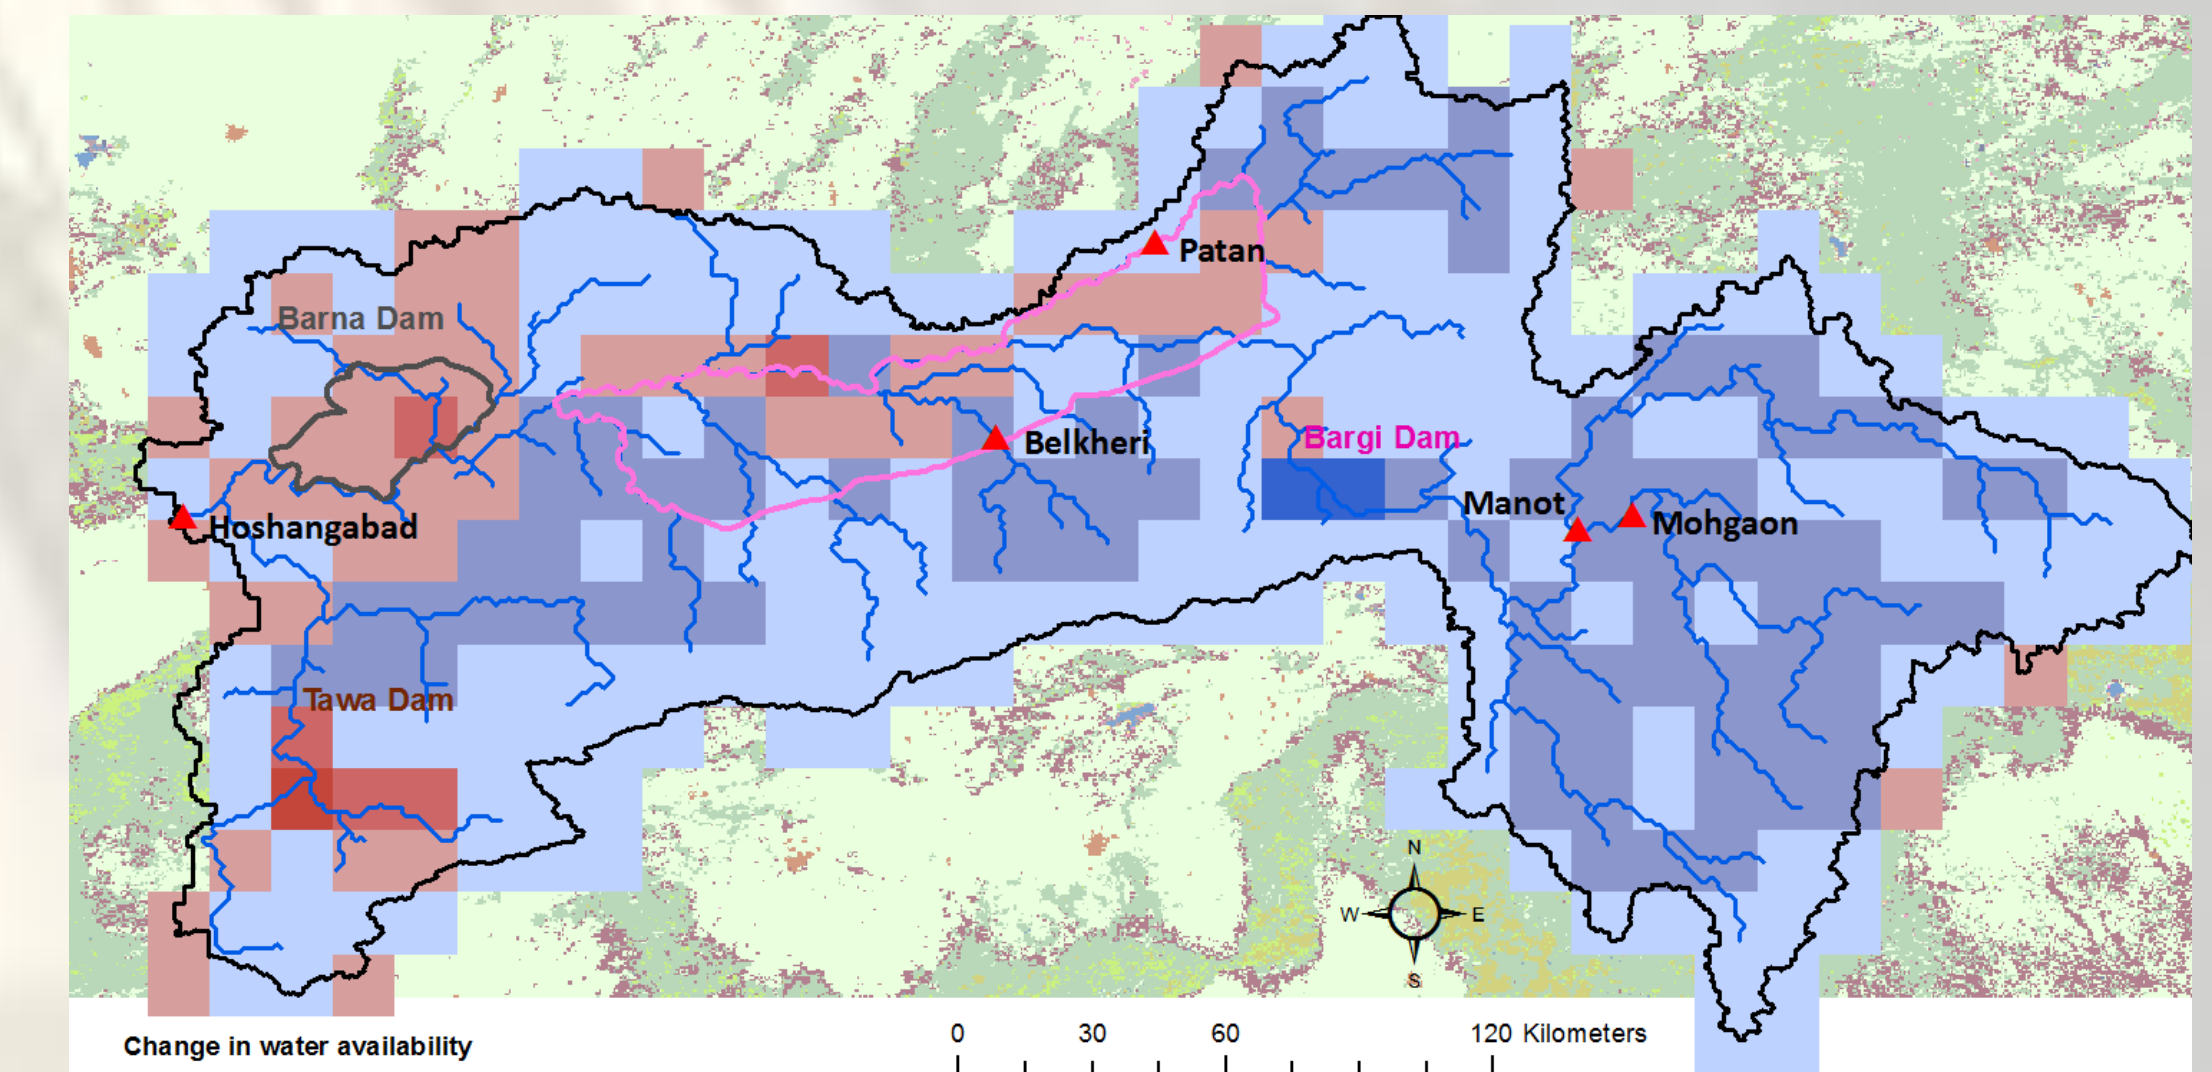 Patan
Barna Dam
Belkheri
Bargi Dam
Manot
Mohgaon
Hoshangabad
Tawa Dam
N
W E
S
Change in water availability
0 30 60 120 Kilometers